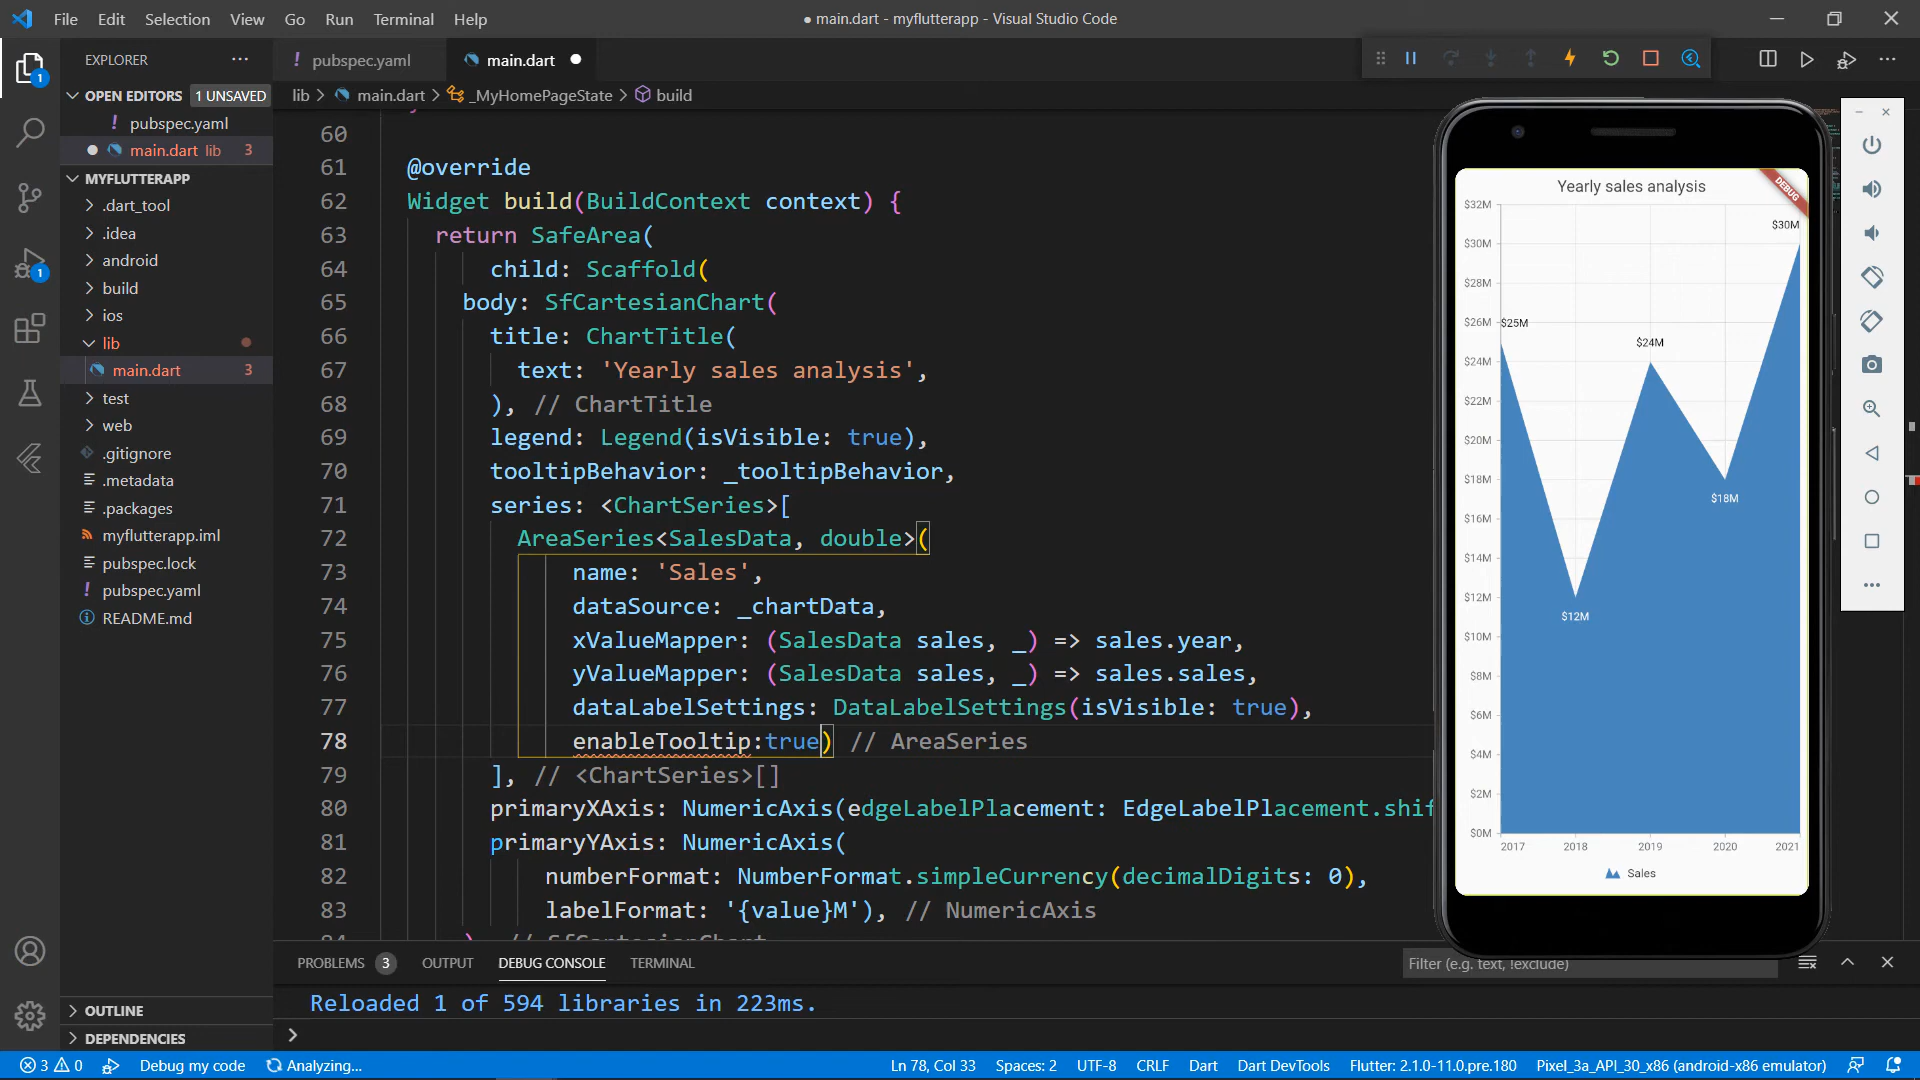 File Edit Selection View Go Run Terminal Help
● main.dart - myflutterapp - Visual Studio Code
EXPLORER
! pubspec.yaml
main.dart
OPEN EDITORS 1 UNSAVED
! pubspec.yaml
main.dart lib 3
MYFLUTTERAPP
.dart_tool
.idea
android
build
ios
lib
main.dart 3
test
web
.gitignore
.metadata
.packages
myflutterapp.iml
pubspec.lock
! pubspec.yaml
README.md
OUTLINE
DEPENDENCIES
1
1
lib > main.dart > _MyHomePageState > build
60
61 @override
62 Widget build(BuildContext context) {
63 return SafeArea(
64 child: Scaffold(
65 body: SfCartesianChart(
66 title: ChartTitle(
67 text: 'Yearly sales analysis',
68 ), // ChartTitle
69 legend: Legend(isVisible: true),
70 tooltipBehavior: _tooltipBehavior,
71 series: <ChartSeries>[
72 AreaSeries<SalesData, double>(
73 name: 'Sales',
74 dataSource: _chartData,
75 xValueMapper: (SalesData sales, _) => sales.year,
76 yValueMapper: (SalesData sales, _) => sales.sales,
77 dataLabelSettings: DataLabelSettings(isVisible: true),
78 enableTooltip:true) // AreaSeries
79 ], // <ChartSeries>[]
80 primaryXAxis: NumericAxis(edgeLabelPlacement: EdgeLabelPlacement.shif
81 primaryYAxis: NumericAxis(
82 numberFormat: NumberFormat.simpleCurrency(decimalDigits: 0),
83 labelFormat: '{value}M'), // NumericAxis
84 ) // SfCartesianChart
Yearly sales analysis
DEBUG
$32M
$30M
$28M
$26M
$24M
$22M
$20M
$18M
$16M
$14M
$12M
$10M
$8M
$6M
$4M
$2M
$0M
$25M
$12M
$24M
$18M
$30M
2017 2018 2019 2020 2021
Sales
PROBLEMS 3 OUTPUT DEBUG CONSOLE TERMINAL
Filter (e.g. text, !exclude)
Reloaded 1 of 594 libraries in 223ms.
>
3 0 Debug my code Analyzing... Ln 78, Col 33 Spaces: 2 UTF-8 CRLF Dart Dart DevTools Flutter: 2.1.0-11.0.pre.180 Pixel_3a_API_30_x86 (android-x86 emulator)